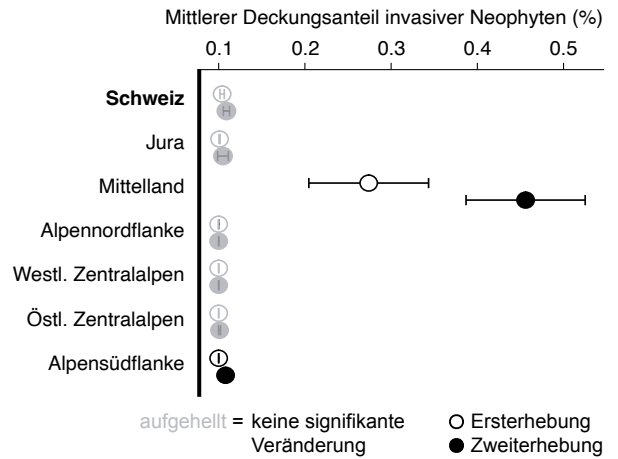 Mittlerer Deckungsanteil invasiver Neophyten (%)
0.1 0.2 0.3 0.4 0.5
Schweiz
Jura
Mittelland
Alpennordflanke
Westl. Zentralalpen
Östl. Zentralalpen
Alpensüdflanke
aufgehellt = keine signifikante Veränderung
Ersterhebung
Zweiterhebung